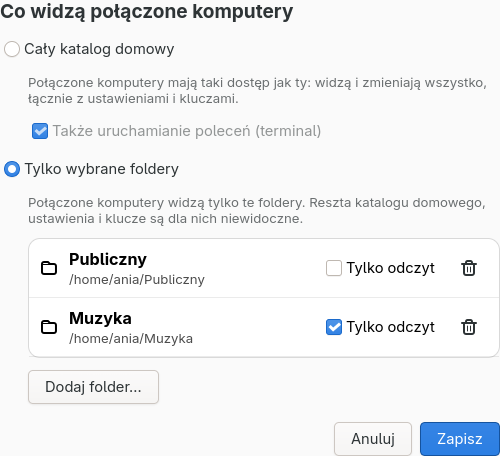 Co widzą połączone komputery
Cały katalog domowy
Połączone komputery mają taki dostęp jak ty: widzą i zmieniają wszystko,
łącznie z ustawieniami i kluczami.
Także uruchamianie poleceń (terminal)
Tylko wybrane foldery
Połączone komputery widzą tylko te foldery. Reszta katalogu domowego,
ustawienia i klucze są dla nich niewidoczne.
Publiczny
/home/ania/Publiczny
Tylko odczyt
Muzyka
/home/ania/Muzyka
Tylko odczyt
Dodaj folder...
Anuluj
Zapisz